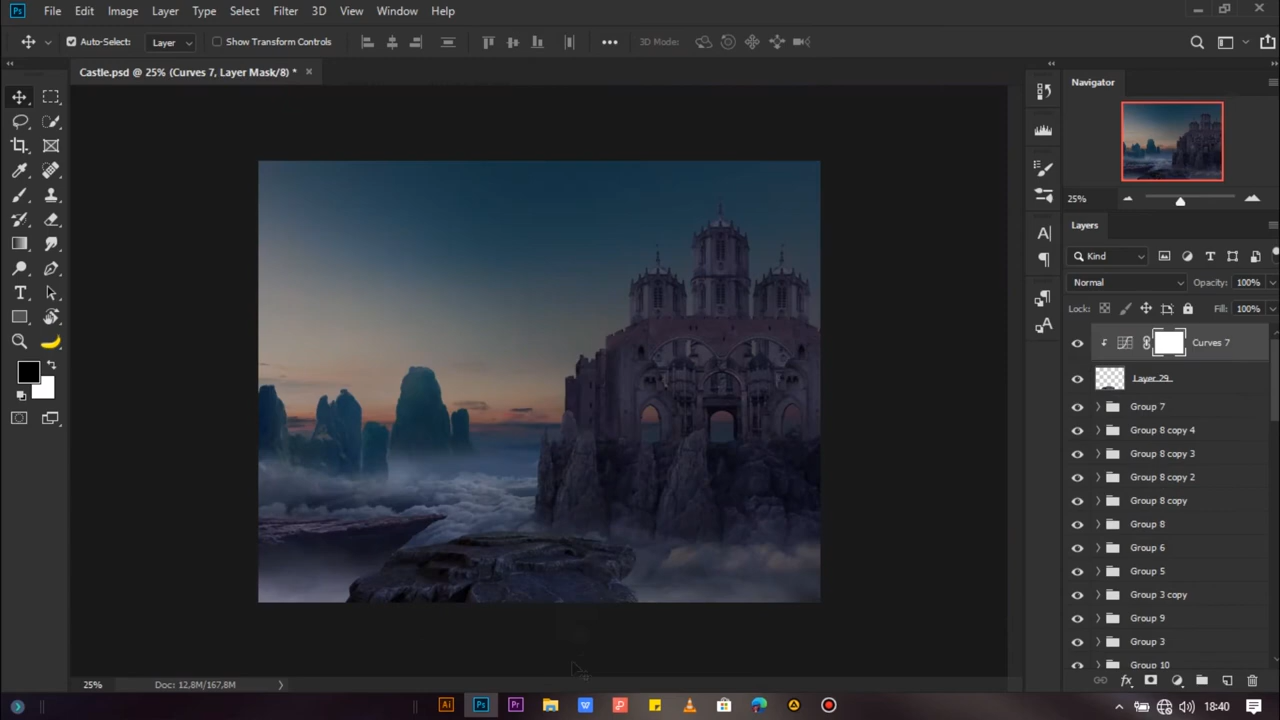 Ps File Edit Image Layer Type Select Filter 3D View Window Help
Auto-Select: Layer Show Transform Controls 3D Mode:
Castle.psd @ 25% (Curves 7, Layer Mask/8) *
Navigator
25%
Layers
Kind
Normal Opacity: 100%
Lock: Fill: 100%
Curves 7
Layer 29
Group 7
Group 8 copy 4
Group 8 copy 3
Group 8 copy 2
Group 8 copy
Group 8
Group 6
Group 5
Group 3 copy
Group 9
Group 3
Group 10
25% Doc: 12,8M/167,8M
Ai Ps Pr W 18:40